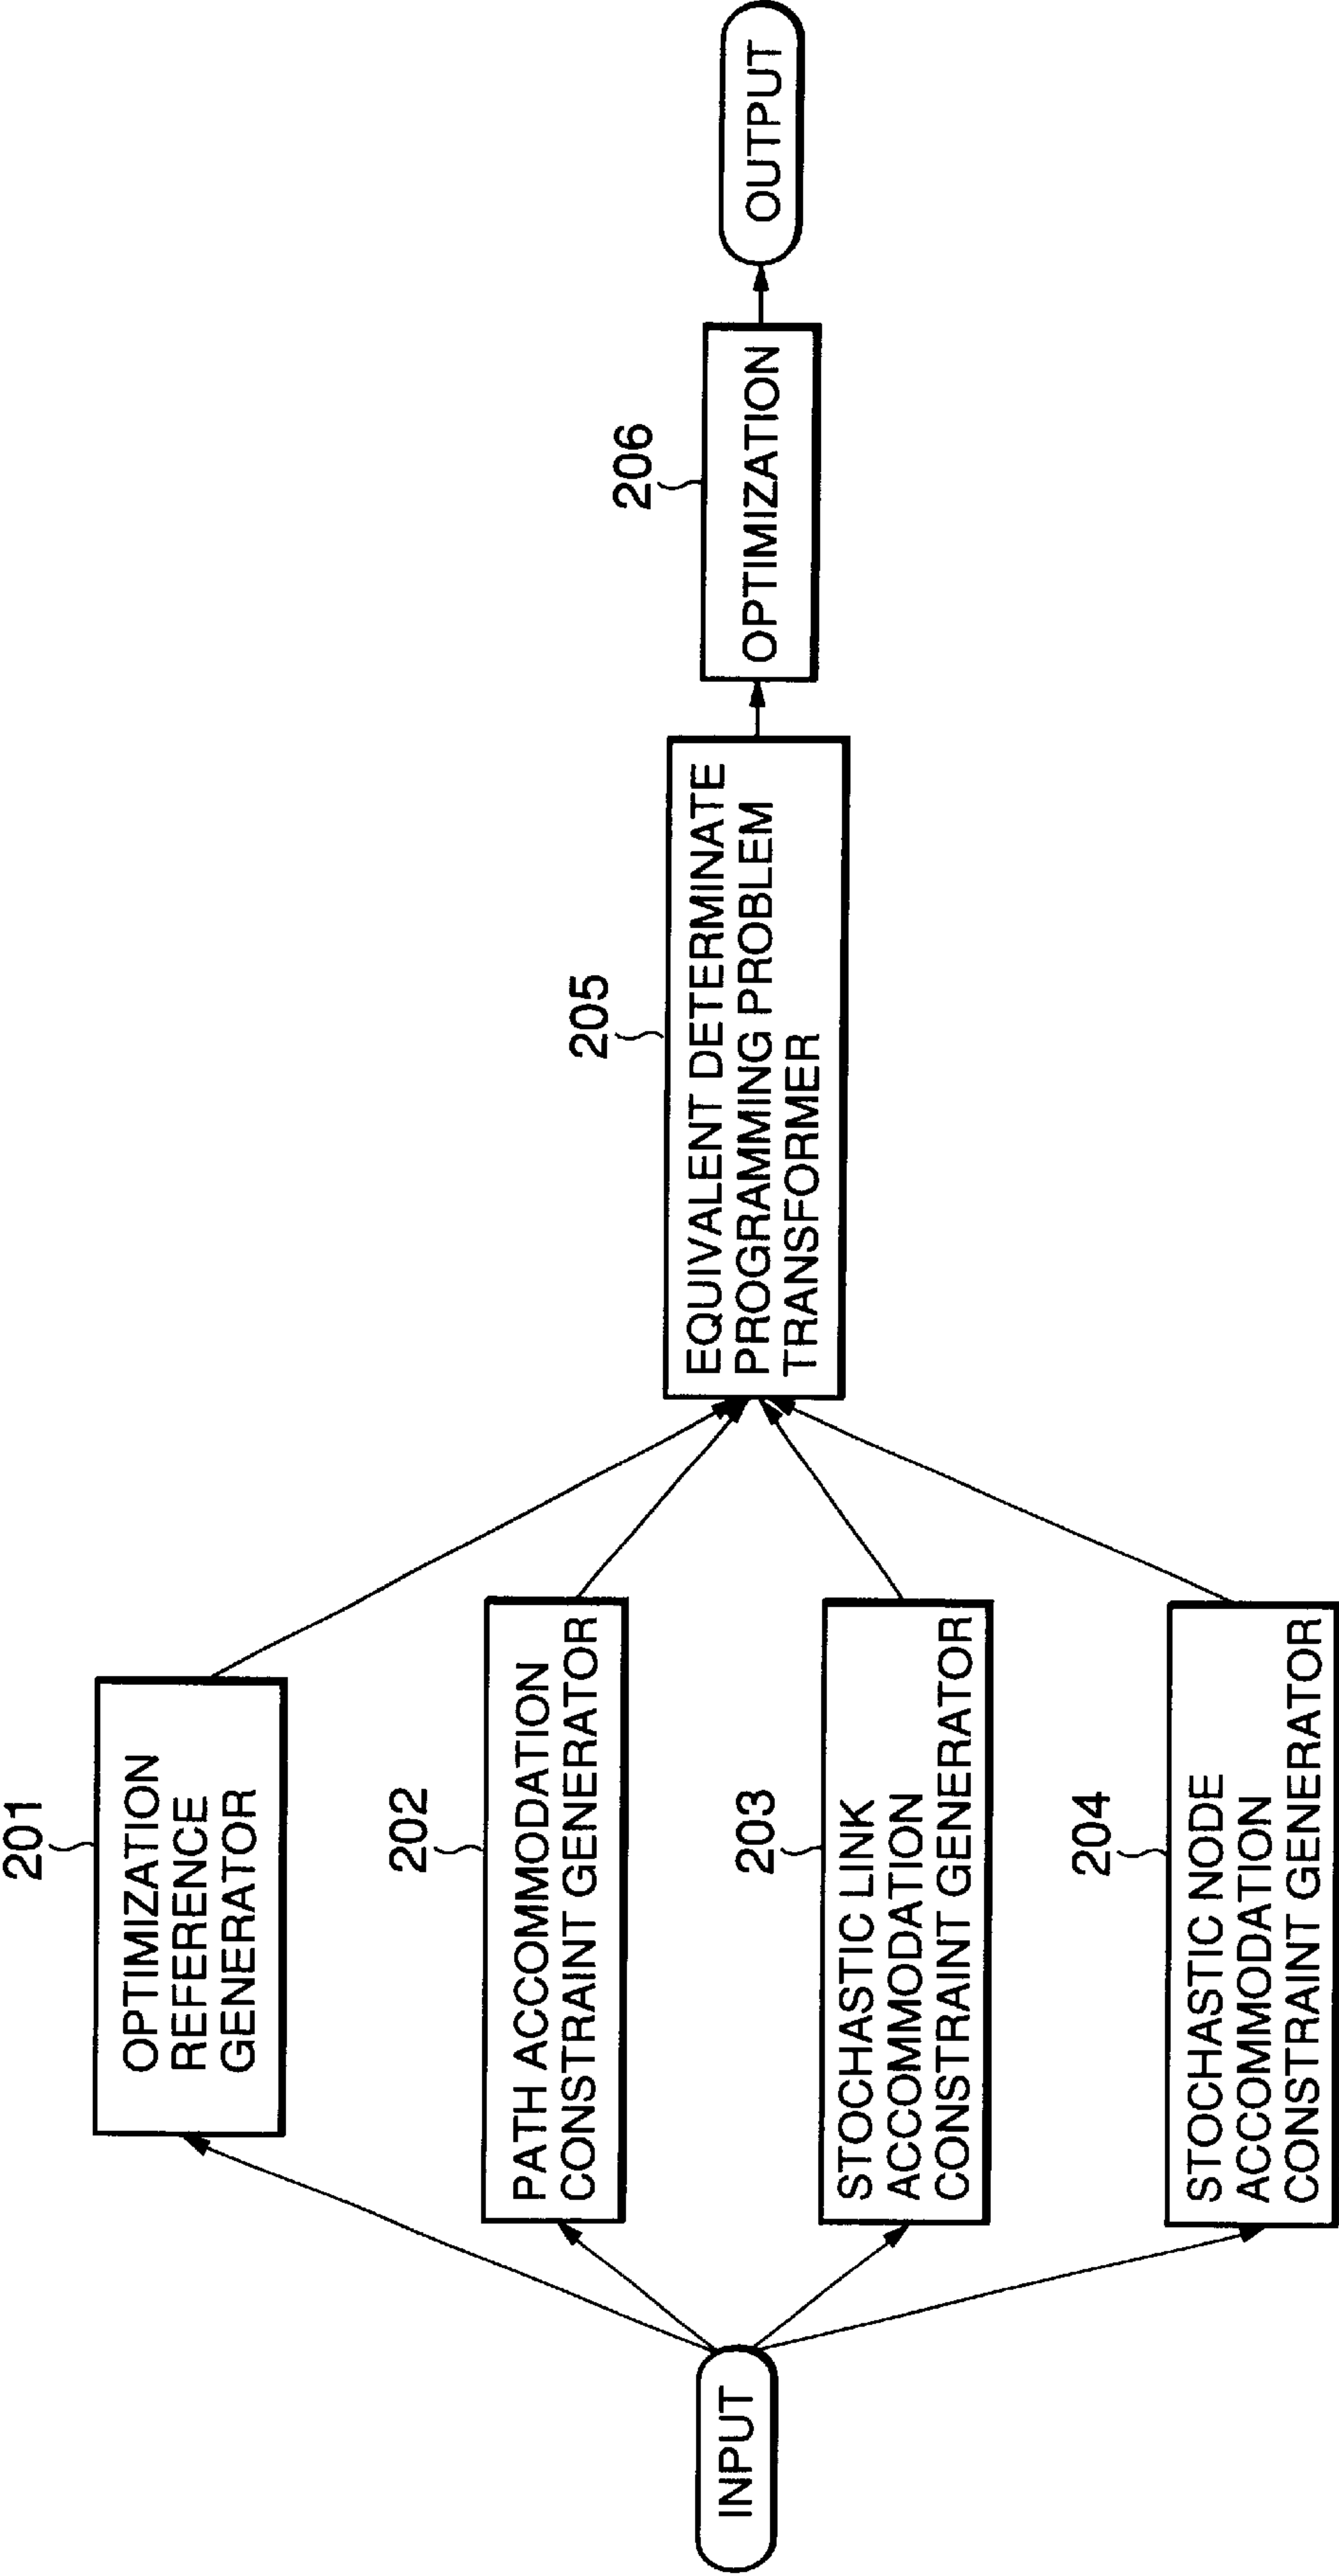 INPUT
201
OPTIMIZATION
REFERENCE
GENERATOR
202
PATH ACCOMMODATION
CONSTRAINT GENERATOR
203
STOCHASTIC LINK
ACCOMMODATION
CONSTRAINT GENERATOR
204
STOCHASTIC NODE
ACCOMMODATION
CONSTRAINT GENERATOR
205
EQUIVALENT DETERMINATE
PROGRAMMING PROBLEM
TRANSFORMER
206
OPTIMIZATION
OUTPUT